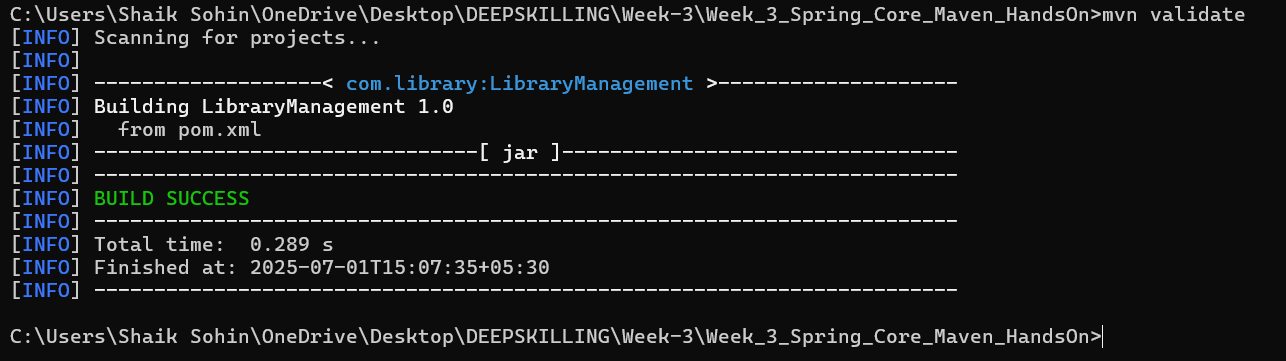 C:\Users\Shaik Sohin\OneDrive\Desktop\DEEPSKILLING\Week-3\Week_3_Spring_Core_Maven_HandsOn>mvn validate
[INFO] Scanning for projects...
[INFO]
[INFO] -------------------< com.library:LibraryManagement >--------------------
[INFO] Building LibraryManagement 1.0
[INFO]   from pom.xml
[INFO] --------------------------------[ jar ]---------------------------------
[INFO] ------------------------------------------------------------------------
[INFO] BUILD SUCCESS
[INFO] ------------------------------------------------------------------------
[INFO] Total time:  0.289 s
[INFO] Finished at: 2025-07-01T15:07:35+05:30
[INFO] ------------------------------------------------------------------------
C:\Users\Shaik Sohin\OneDrive\Desktop\DEEPSKILLING\Week-3\Week_3_Spring_Core_Maven_HandsOn>